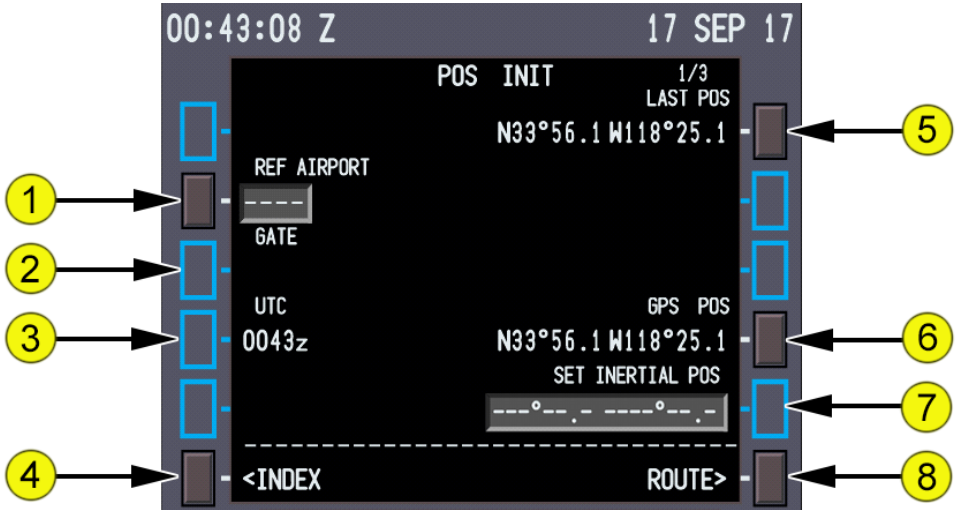 00:43:08 Z 17 SEP 17
POS INIT 1/3
LAST POS
5
N33°56.1 W118°25.1
REF AIRPORT
1
----
GATE
2
UTC GPS POS
3
0043z N33°56.1 W118°25.1
6
SET INERTIAL POS
7
---°--.- ----°--.-
4
<INDEX ROUTE>
8